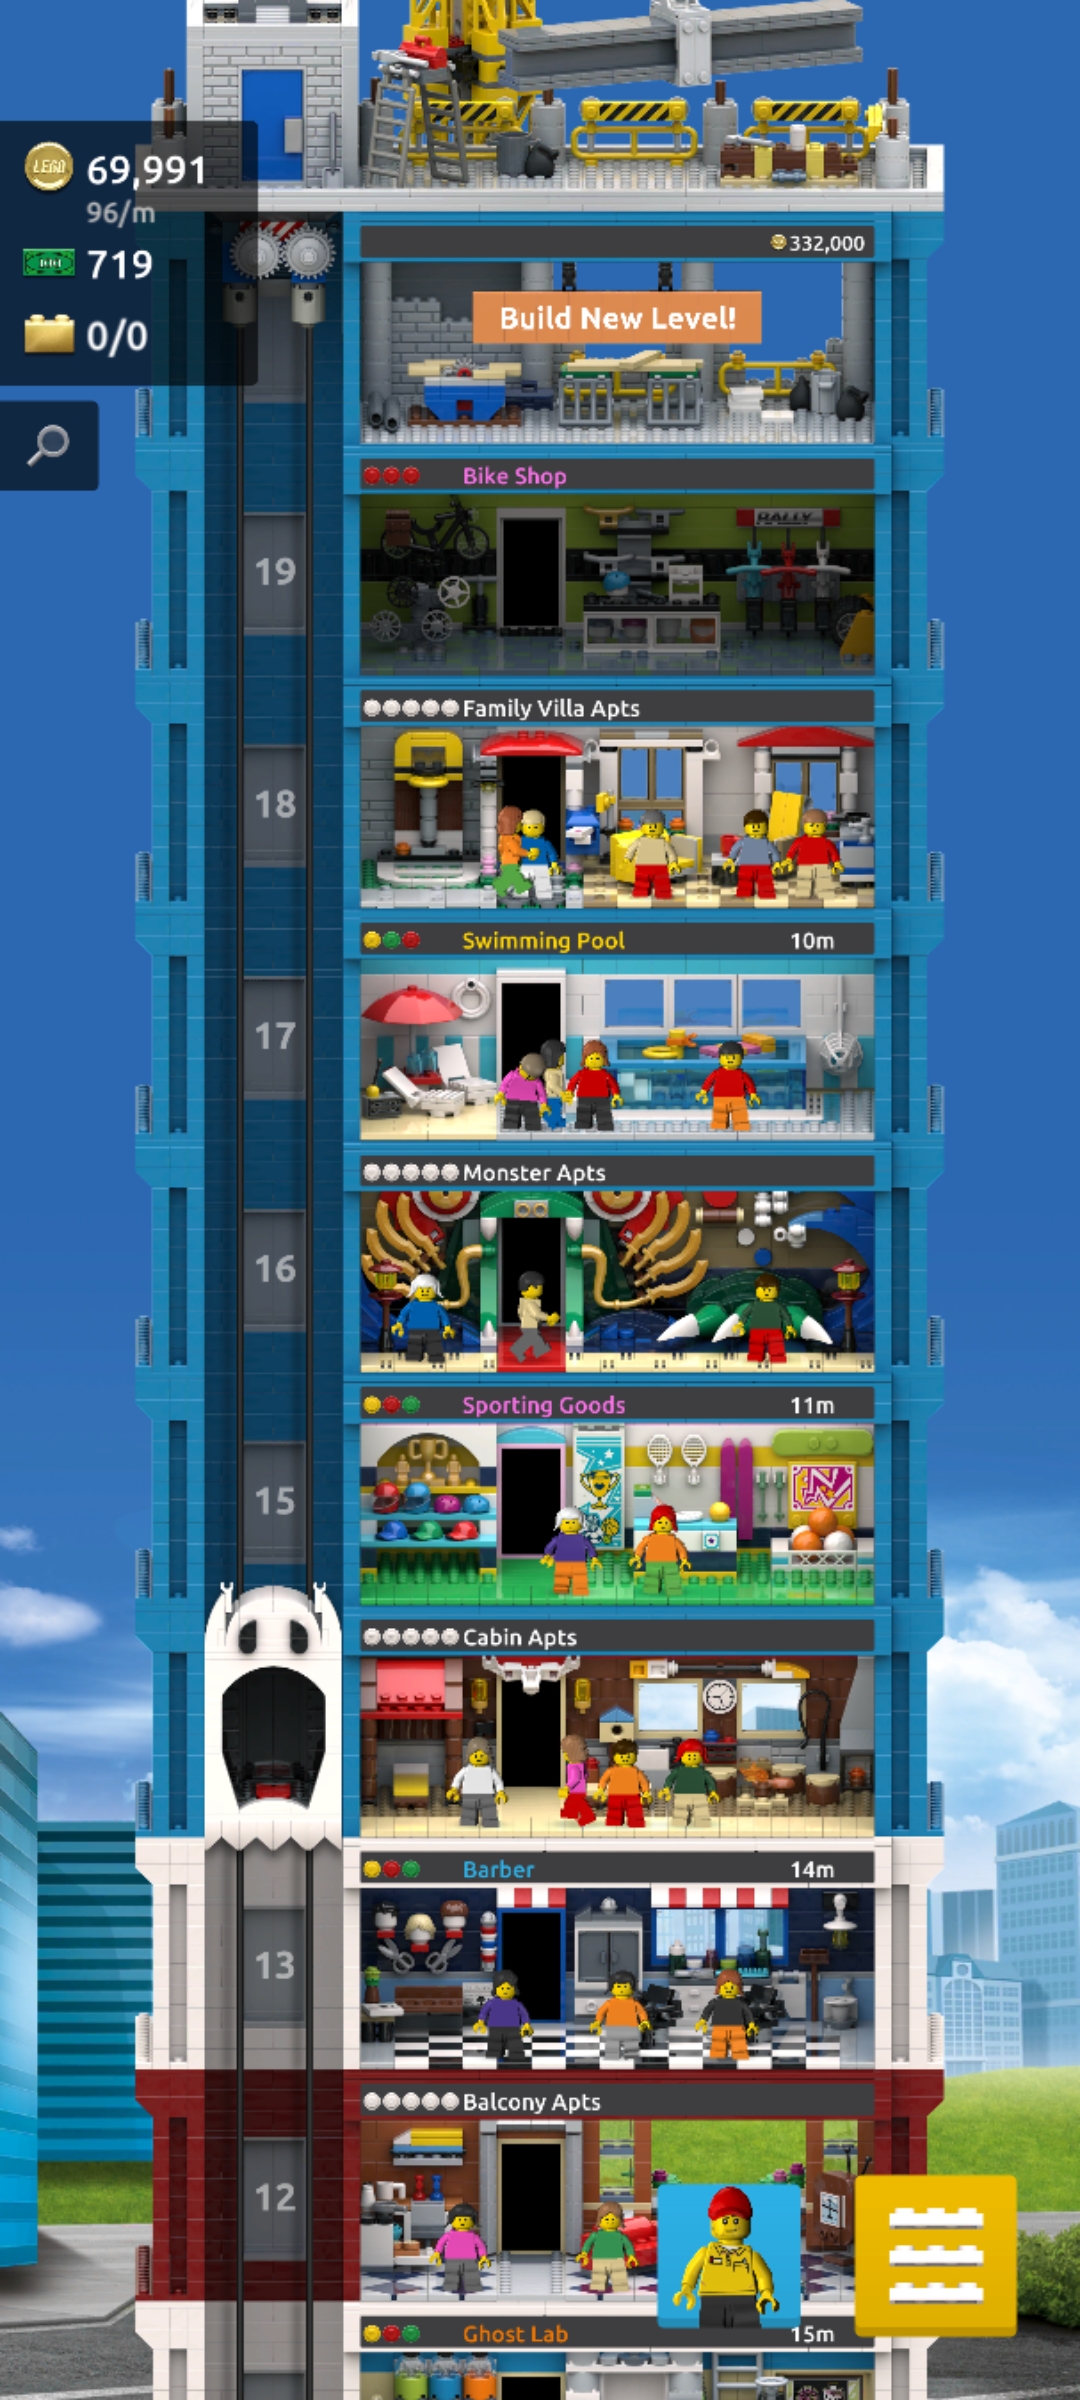 LEGO 69,991
96/m
719
0/0
332,000
Build New Level!
Bike Shop
RALLY
19
Family Villa Apts
18
Swimming Pool 10m
17
Monster Apts
16
Sporting Goods 11m
15
Cabin Apts
Barber 14m
13
Balcony Apts
12
Ghost Lab 15m